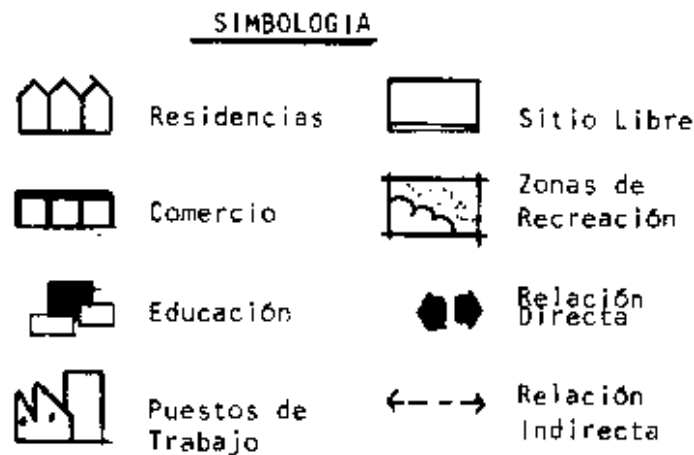 SIMBOLOGIA
Residencias
Sitio Libre
Comercio
Zonas de
Recreación
Educación
Relación
Directa
Puestos de
Trabajo
Relación
Indirecta